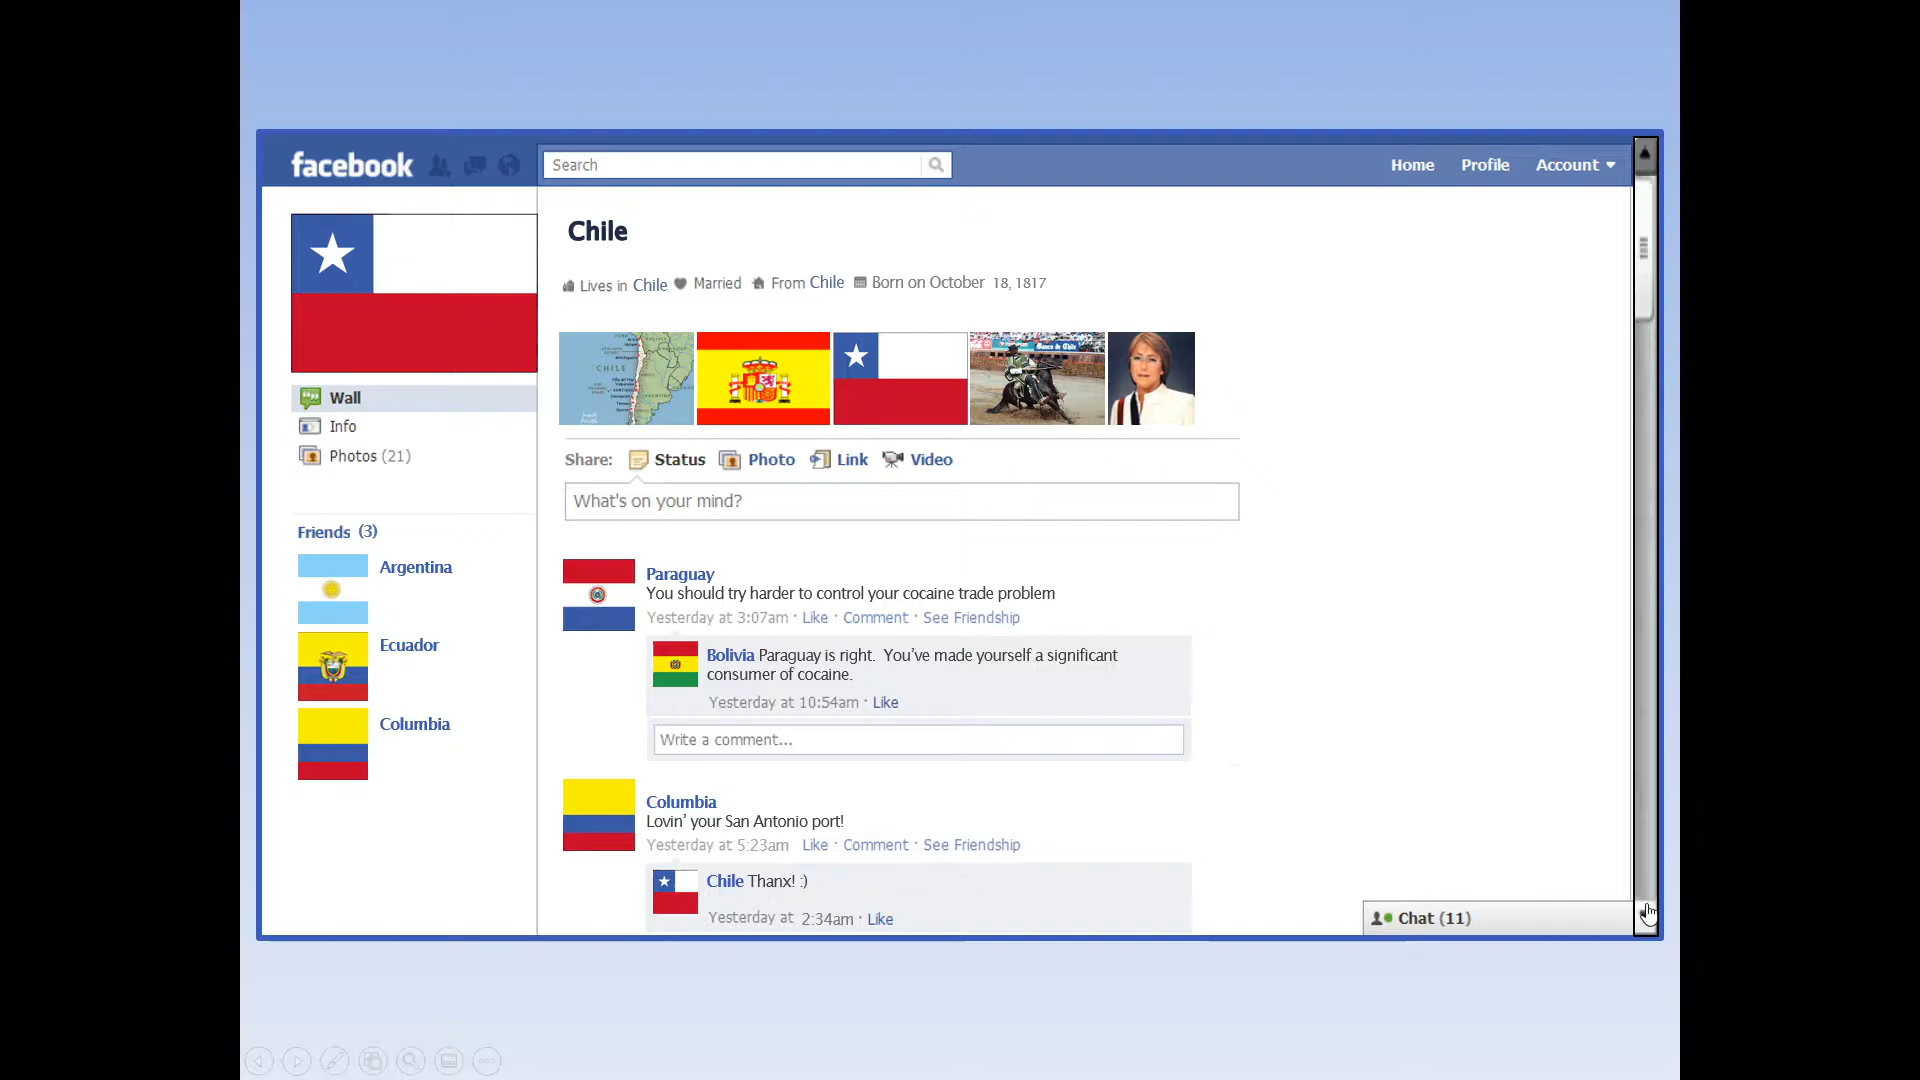 facebook
Search
Home Profile Account
Chile
Lives in Chile Married From Chile Born on October 18, 1817
CHILE
Banco de Chile
Wall
Info
Photos (21)
Share: Status Photo Link Video
What's on your mind?
Friends (3)
Argentina
Ecuador
Columbia
Paraguay
You should try harder to control your cocaine trade problem
Yesterday at 3:07am · Like · Comment · See Friendship
Bolivia Paraguay is right. You've made yourself a significant
consumer of cocaine.
Yesterday at 10:54am · Like
Write a comment...
Columbia
Lovin' your San Antonio port!
Yesterday at 5:23am Like · Comment · See Friendship
Chile Thanx! :)
Yesterday at 2:34am · Like
Chat (11)